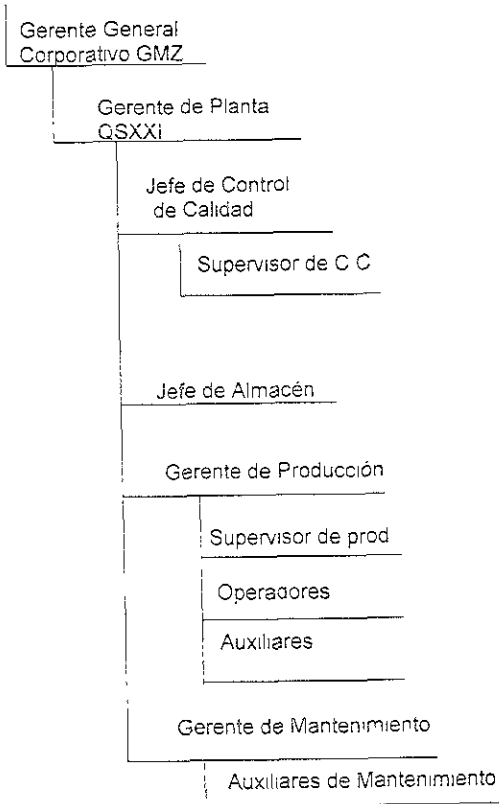 Gerente General
Corporativo GMZ
Gerente de Planta
QSXXI
Jefe de Control
de Calidad
Supervisor de C C
Jefe de Almacén
Gerente de Producción
Supervisor de prod
Operadores
Auxiliares
Gerente de Mantenimiento
Auxiliares de Mantenimiento